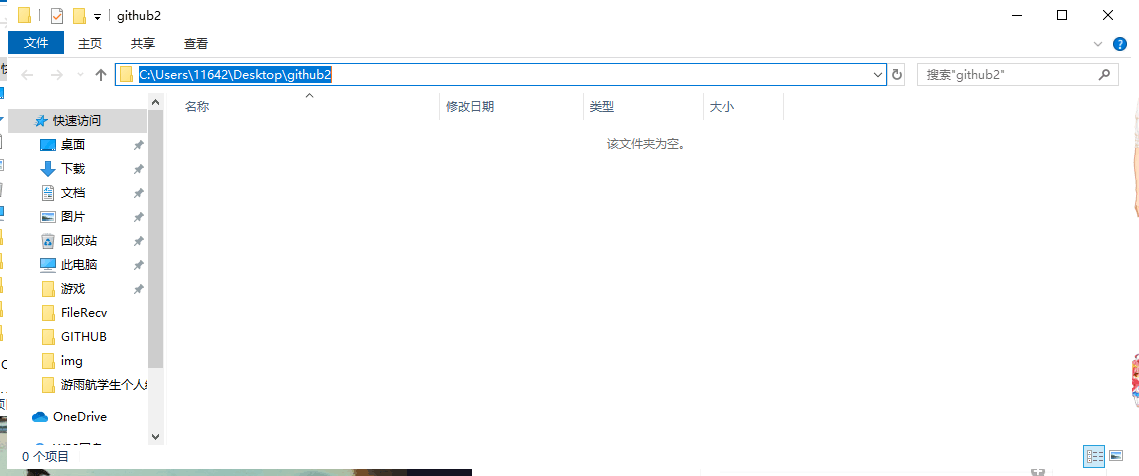 github2
文件 主页 共享 查看
C:\Users\11642\Desktop\github2 搜索"github2"
名称 修改日期 类型 大小
该文件夹为空。
快速访问
桌面
下载
文档
图片
回收站
此电脑
游戏
FileRecv
GITHUB
img
游雨航学生个人
OneDrive
0 个项目